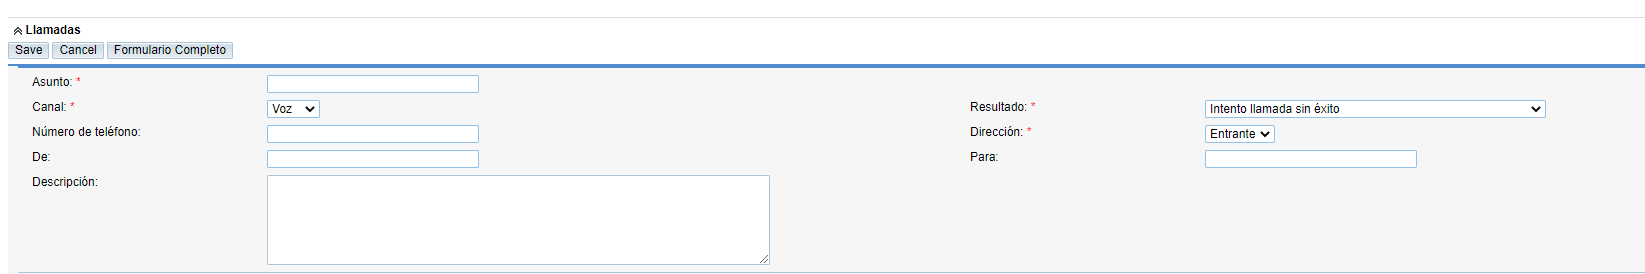 Llamadas
Save Cancel Formulario Completo
Asunto: *
Canal: * Voz Resultado: * Intento llamada sin éxito
Número de teléfono: Dirección: * Entrante
De: Para:
Descripción: